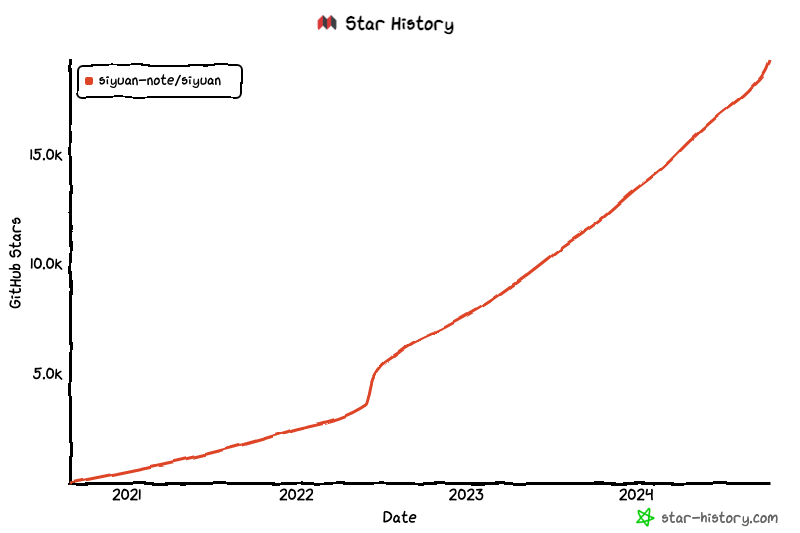 Star History
siyuan-note/siyuan
15.0k
10.0k
5.0k
GitHub Stars
2021 2022 2023 2024
Date
star-history.com